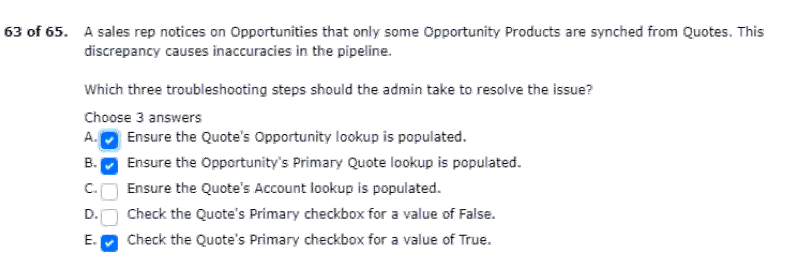 63 of 65. A sales rep notices on Opportunities that only some Opportunity Products are synched from Quotes. This
discrepancy causes inaccuracies in the pipeline.
Which three troubleshooting steps should the admin take to resolve the issue?
Choose 3 answers
A. Ensure the Quote's Opportunity lookup is populated.
B. Ensure the Opportunity's Primary Quote lookup is populated.
C. Ensure the Quote's Account lookup is populated.
D. Check the Quote's Primary checkbox for a value of False.
E. Check the Quote's Primary checkbox for a value of True.